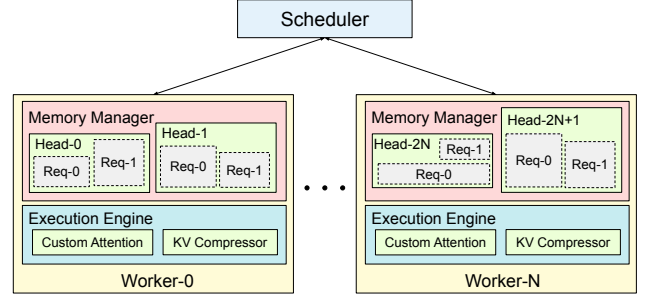 Scheduler
Memory Manager
Head-0
Req-0
Req-1
Head-1
Req-0
Req-1
Execution Engine
Custom Attention
KV Compressor
Worker-0
Memory Manager
Head-2N
Req-1
Req-0
Head-2N+1
Req-0
Req-1
Execution Engine
Custom Attention
KV Compressor
Worker-N